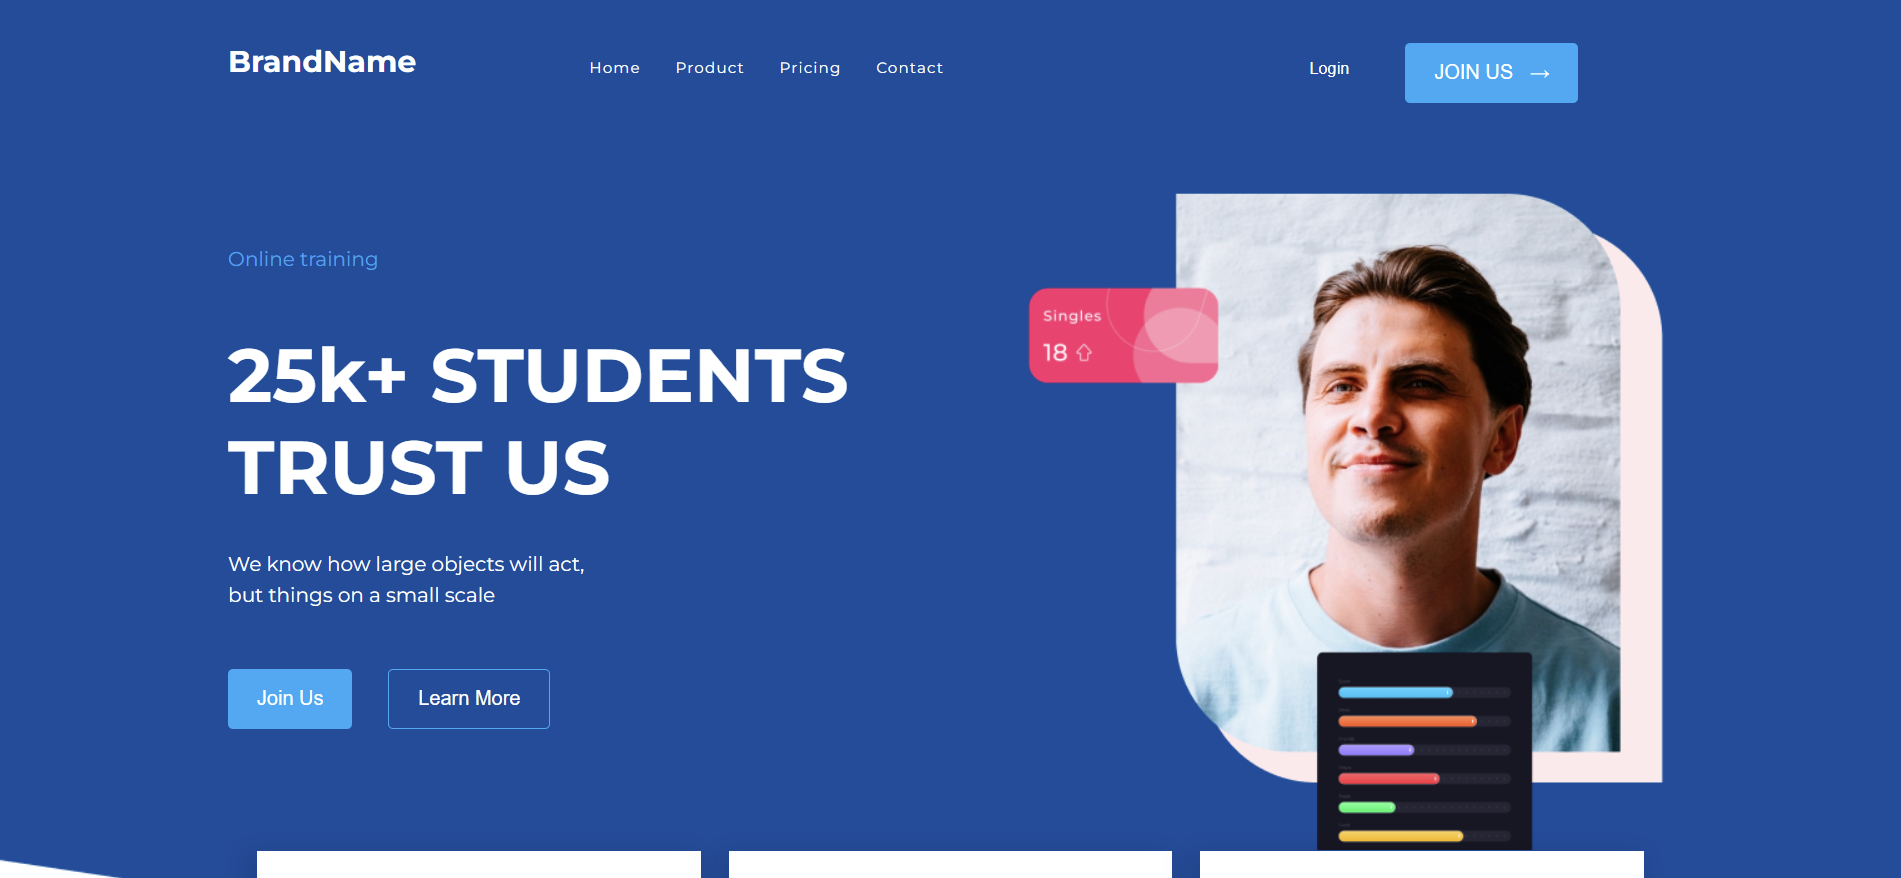 BrandName
Home Product Pricing Contact
Login
JOIN US →
Online training
25k+ STUDENTS
TRUST US
We know how large objects will act,
but things on a small scale
Join Us
Learn More
Singles
18